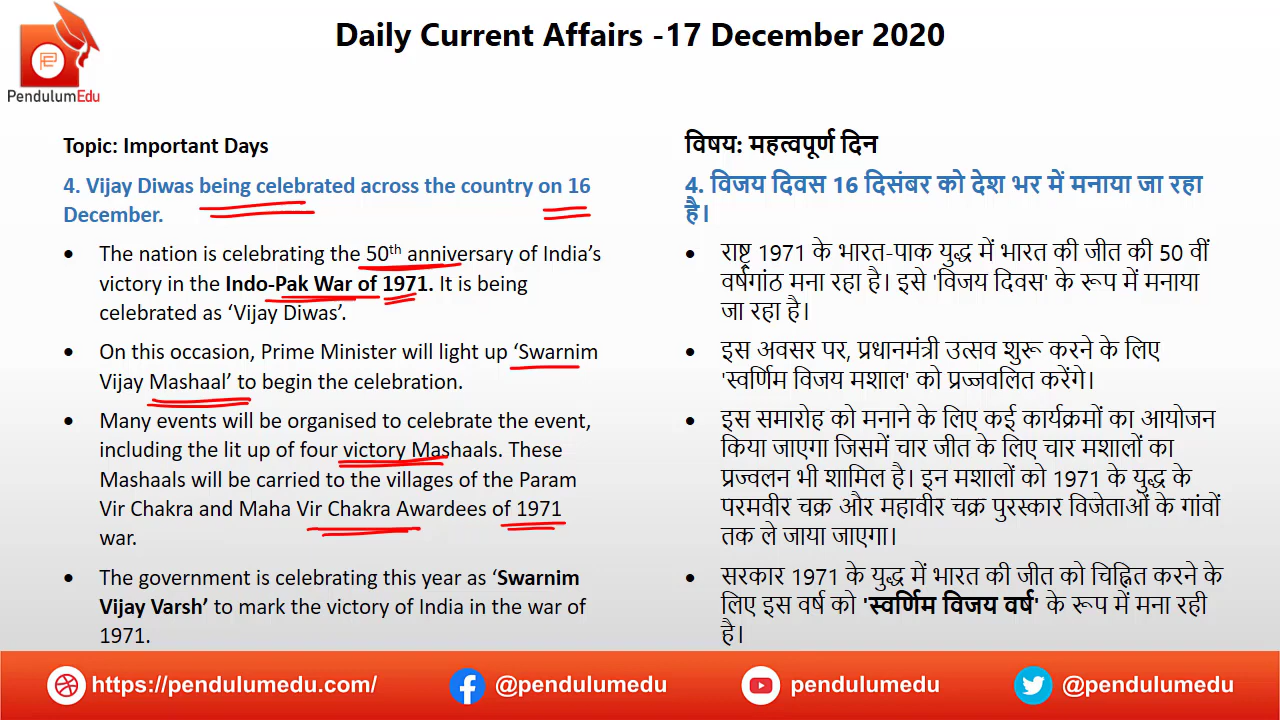 Daily Current Affairs -17 December 2020
PendulumEdu
Topic: Important Days
4. Vijay Diwas being celebrated across the country on 16
December.
• The nation is celebrating the 50th anniversary of India's
victory in the Indo-Pak War of 1971. It is being
celebrated as 'Vijay Diwas'.
• On this occasion, Prime Minister will light up 'Swarnim
Vijay Mashaal' to begin the celebration.
• Many events will be organised to celebrate the event,
including the lit up of four victory Mashaals. These
Mashaals will be carried to the villages of the Param
Vir Chakra and Maha Vir Chakra Awardees of 1971
war.
• The government is celebrating this year as 'Swarnim
Vijay Varsh' to mark the victory of India in the war of
1971.
विषय: महत्वपूर्ण दिन
4. विजय दिवस 16 दिसंबर को देश भर में मनाया जा रहा
है।
• राष्ट्र 1971 के भारत-पाक युद्ध में भारत की जीत की 50 वीं
वर्षगांठ मना रहा है। इसे 'विजय दिवस' के रूप में मनाया
जा रहा है।
• इस अवसर पर, प्रधानमंत्री उत्सव शुरू करने के लिए
'स्वर्णिम विजय मशाल' को प्रज्जवलित करेंगे।
• इस समारोह को मनाने के लिए कई कार्यक्रमों का आयोजन
किया जाएगा जिसमें चार जीत के लिए चार मशालों का
प्रज्वलन भी शामिल है। इन मशालों को 1971 के युद्ध के
परमवीर चक्र और महावीर चक्र पुरस्कार विजेताओं के गांवों
तक ले जाया जाएगा।
• सरकार 1971 के युद्ध में भारत की जीत को चिह्नित करने के
लिए इस वर्ष को 'स्वर्णिम विजय वर्ष' के रूप में मना रही
है।
https://pendulumedu.com/
@pendulumedu
pendulumedu
@pendulumedu